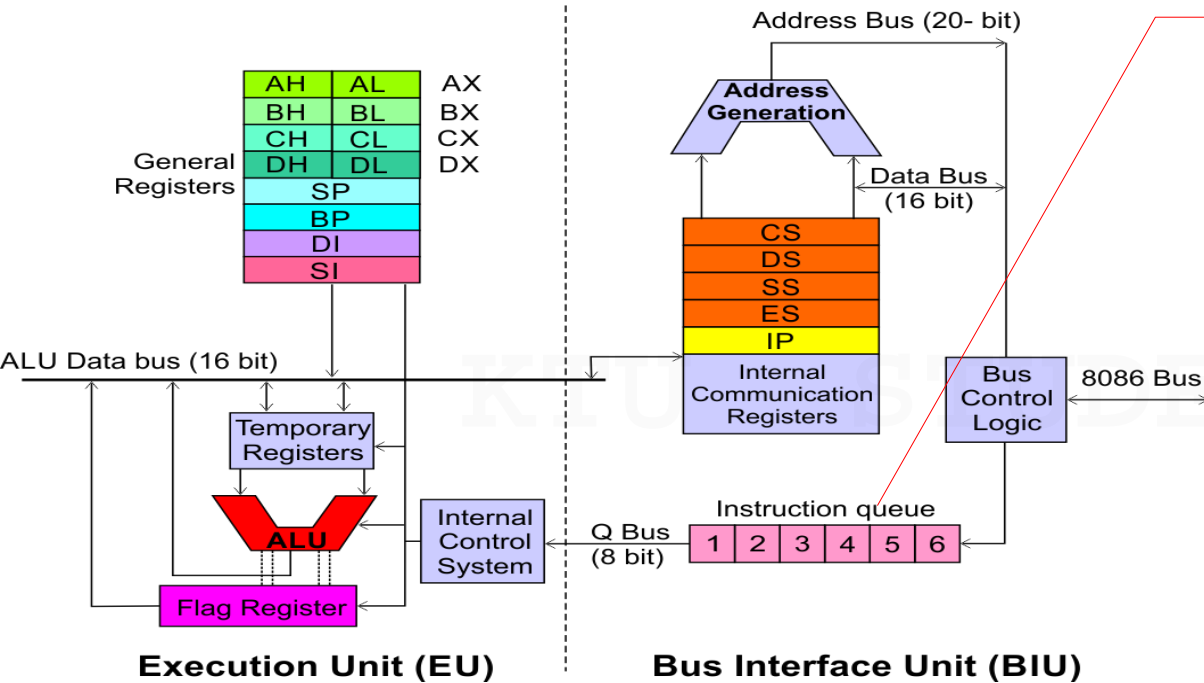 Address Bus (20- bit)
AH AL AX
BH BL BX
CH CL CX
DH DL DX
General
Registers
SP
BP
DI
SI
Address
Generation
Data Bus
(16 bit)
CS
DS
SS
ES
IP
Internal
Communication
Registers
ALU Data bus (16 bit)
KTU STUDE
Bus
Control
Logic
8086 Bus
Temporary
Registers
ALU
Internal
Control
System
Q Bus
(8 bit)
Instruction queue
1 2 3 4 5 6
Flag Register
Execution Unit (EU)
Bus Interface Unit (BIU)